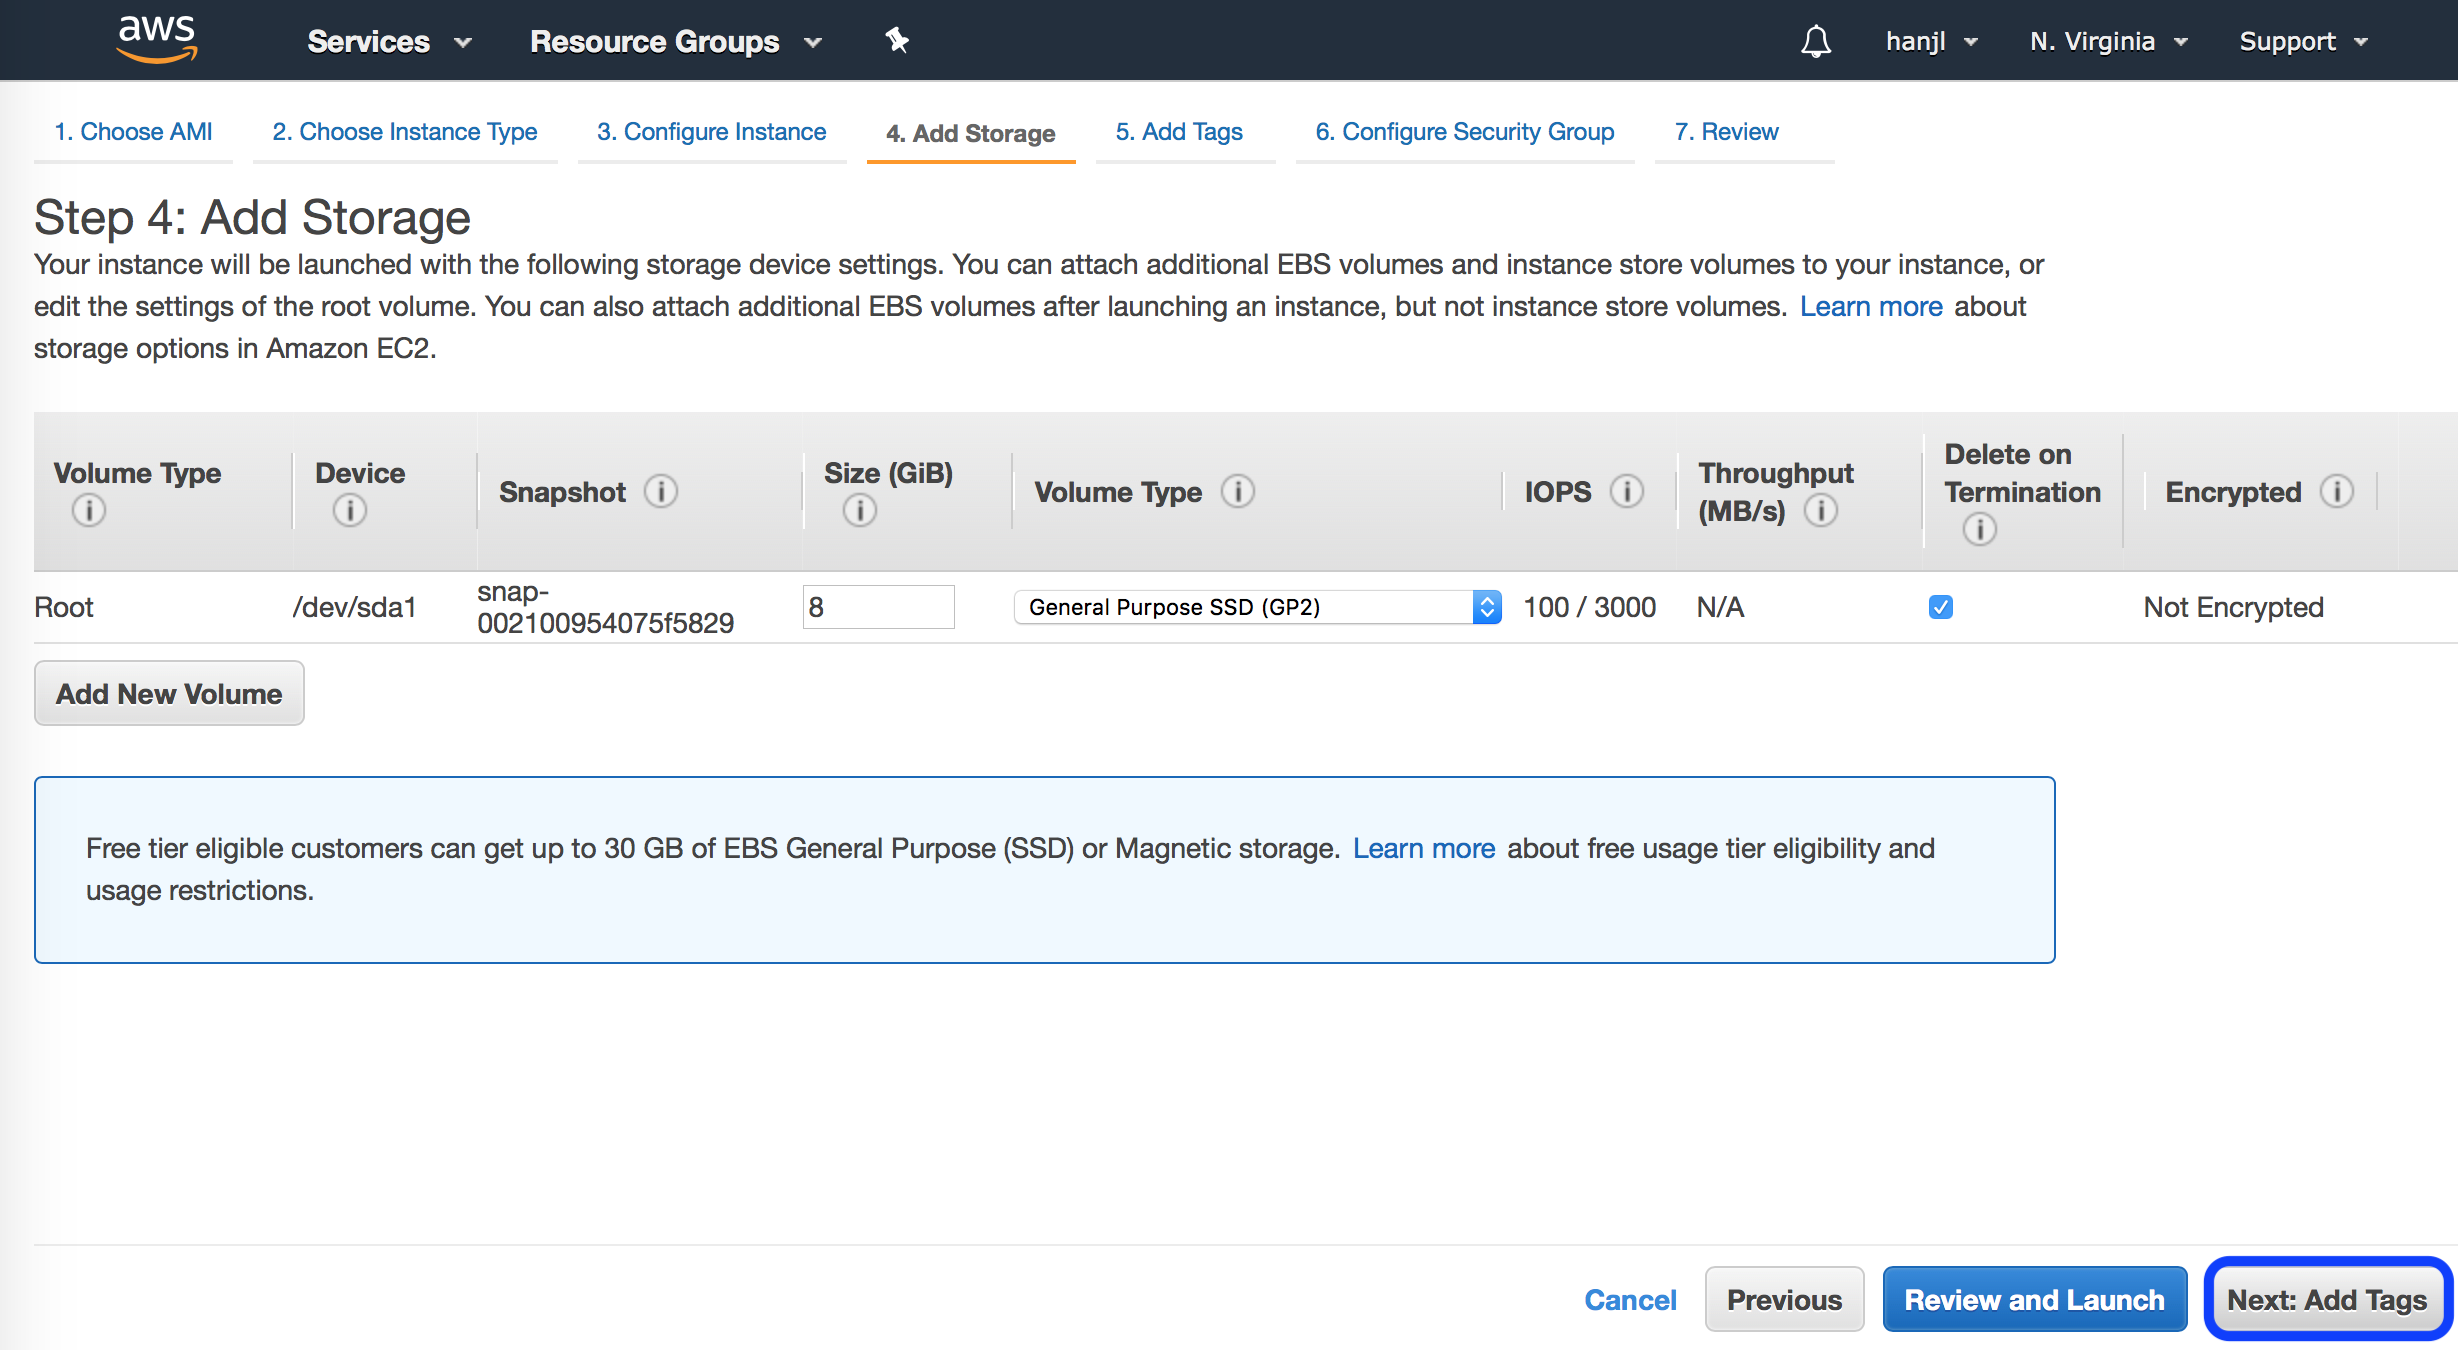 aws Services Resource Groups hanjl N. Virginia Support
1. Choose AMI 2. Choose Instance Type 3. Configure Instance 4. Add Storage 5. Add Tags 6. Configure Security Group 7. Review
Step 4: Add Storage
Your instance will be launched with the following storage device settings. You can attach additional EBS volumes and instance store volumes to your instance, or
edit the settings of the root volume. You can also attach additional EBS volumes after launching an instance, but not instance store volumes. Learn more about
storage options in Amazon EC2.
Volume Type Device Snapshot Size (GiB) Volume Type IOPS Throughput (MB/s) Delete on Termination Encrypted
Root /dev/sda1 snap-002100954075f5829 8 General Purpose SSD (GP2) 100 / 3000 N/A Not Encrypted
Add New Volume
Free tier eligible customers can get up to 30 GB of EBS General Purpose (SSD) or Magnetic storage. Learn more about free usage tier eligibility and
usage restrictions.
Cancel Previous Review and Launch Next: Add Tags